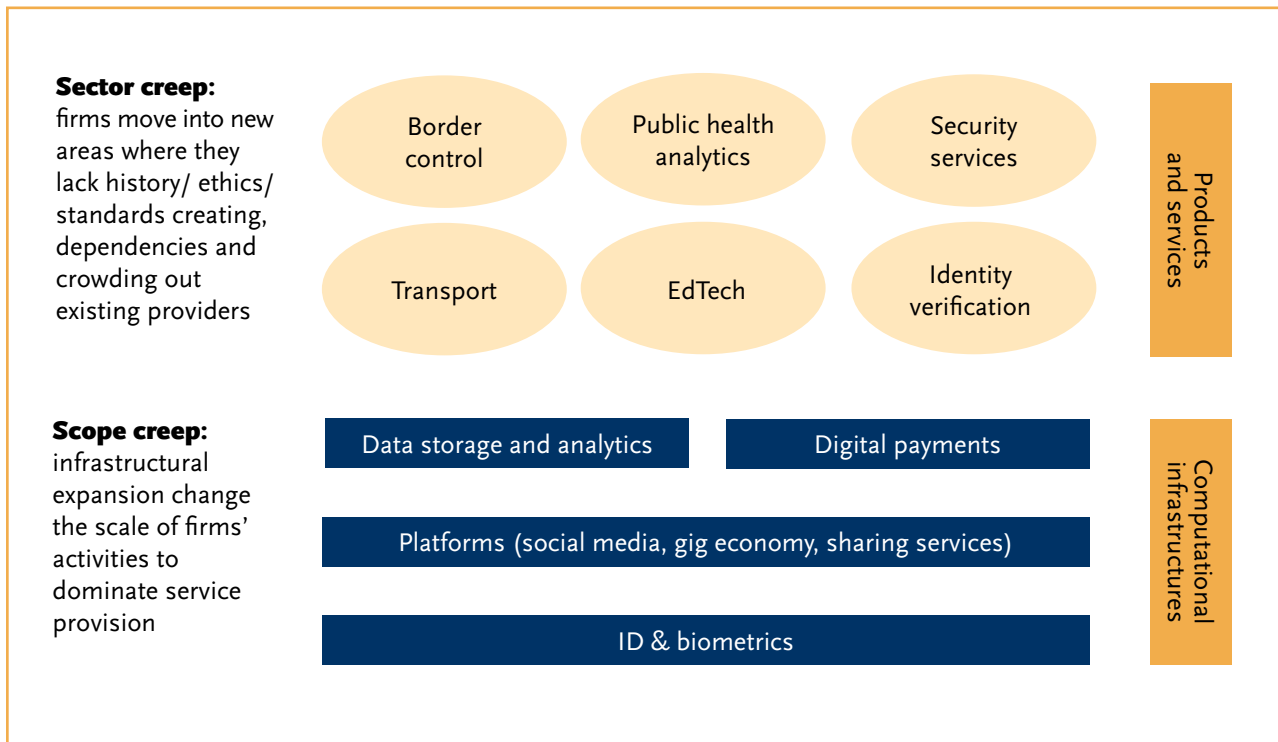 Sector creep:
firms move into new
areas where they
lack history/ ethics/
standards creating,
dependencies and
crowding out
existing providers
Border
control
Public health
analytics
Security
services
Transport
EdTech
Identity
verification
Products
and services
Scope creep:
infrastructural
expansion change
the scale of firms’
activities to
dominate service
provision
Data storage and analytics
Digital payments
Platforms (social media, gig economy, sharing services)
ID & biometrics
Computational
infrastructures